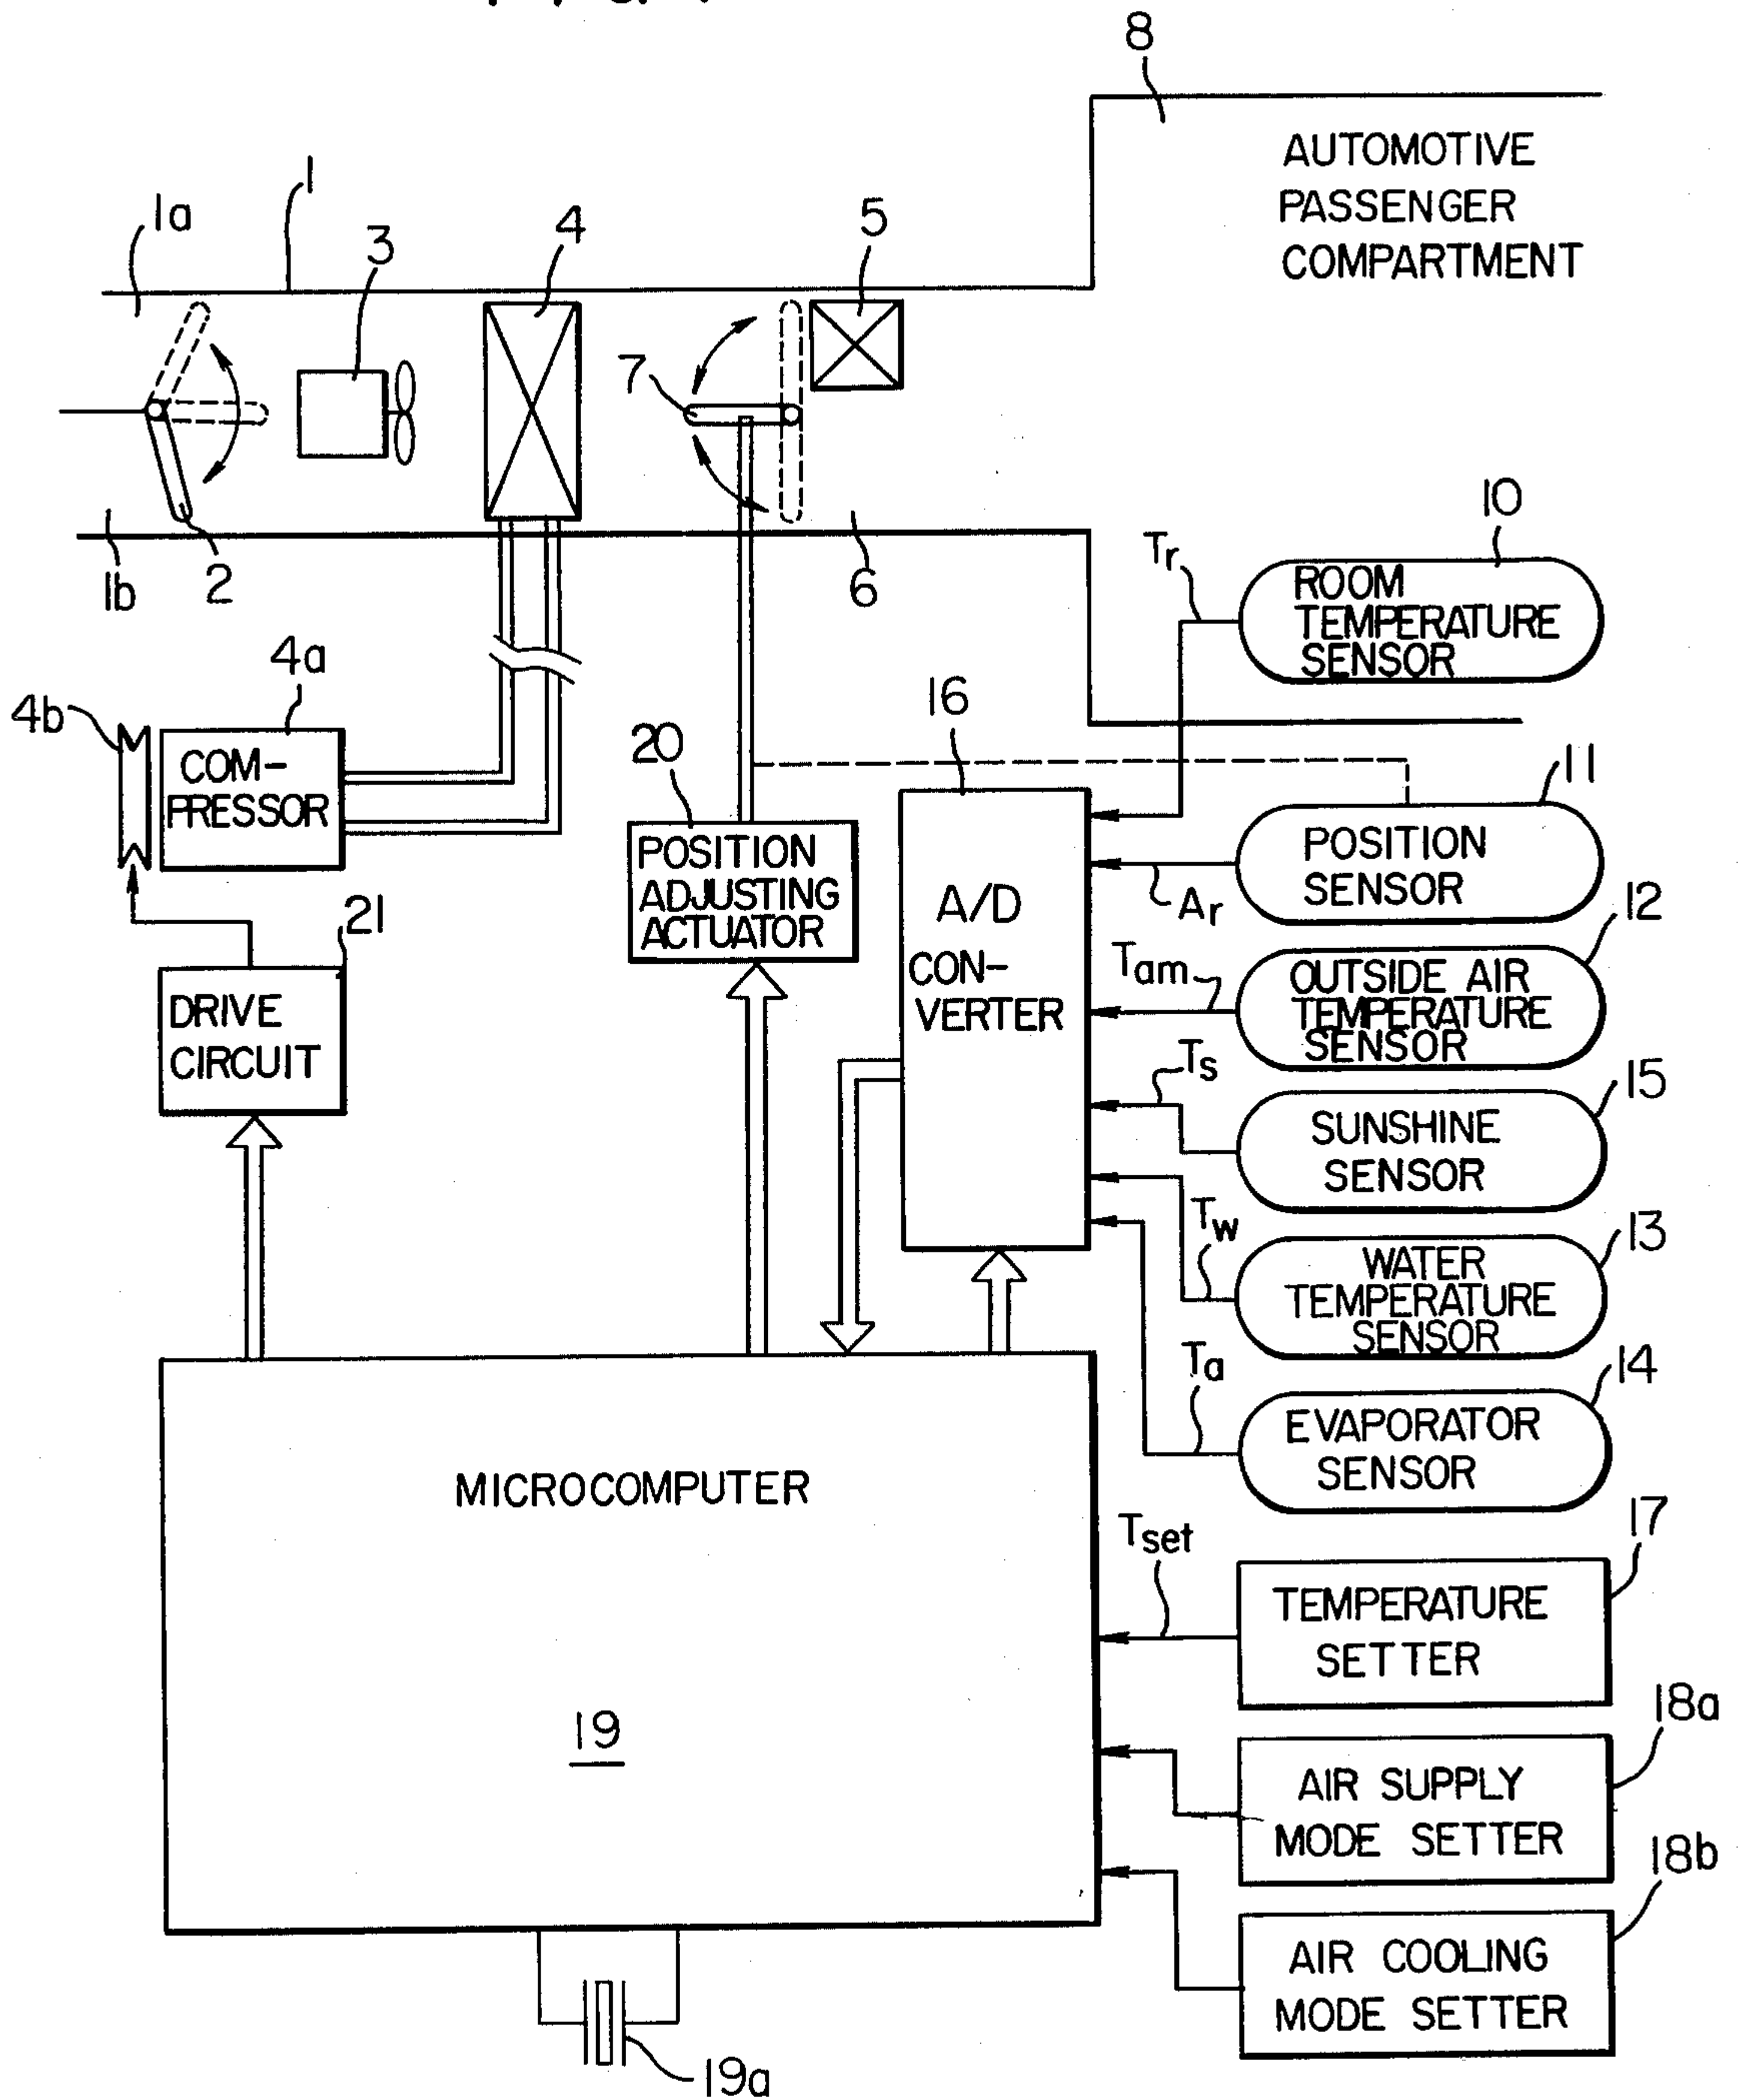 8
AUTOMOTIVE
PASSENGER
COMPARTMENT
1
1a
3
4
5
7
1b
2
6
10
Tr
ROOM
TEMPERATURE
SENSOR
4a
4b
COM-
PRESSOR
16
20
11
POSITION
ADJUSTING
ACTUATOR
A/D
CON-
VERTER
POSITION
SENSOR
Ar
12
21
DRIVE
CIRCUIT
Tam
OUTSIDE AIR
TEMPERATURE
SENSOR
Ts
15
SUNSHINE
SENSOR
Tw
13
WATER
TEMPERATURE
SENSOR
Ta
14
EVAPORATOR
SENSOR
MICROCOMPUTER
19
Tset
17
TEMPERATURE
SETTER
18a
AIR SUPPLY
MODE SETTER
18b
AIR COOLING
MODE SETTER
19a